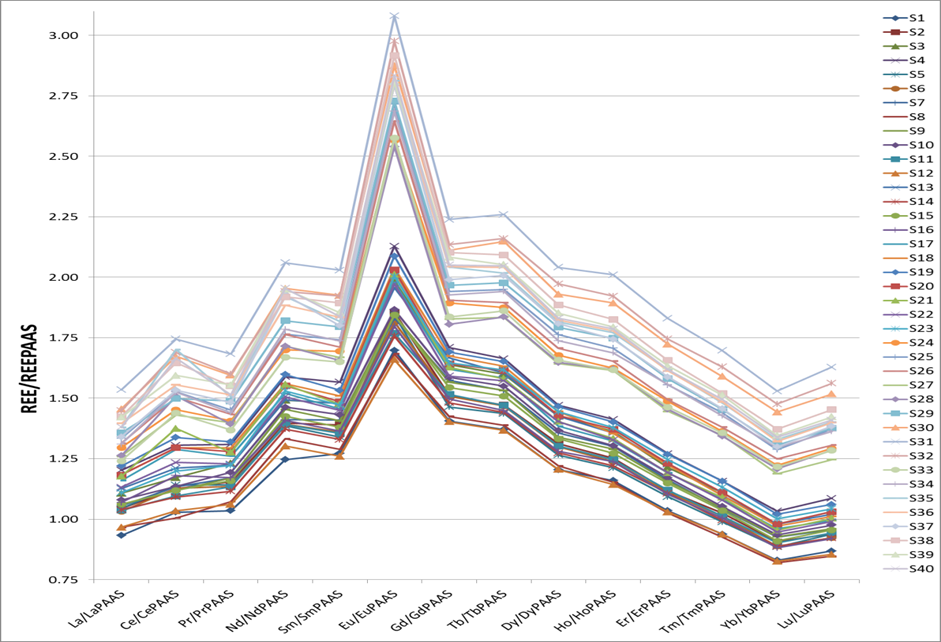 3.00
2.75
2.50
2.25
2.00
1.75
1.50
1.25
1.00
0.75
REE/REEPAAS
La/LaPAAS
Ce/CePAAS
Pr/PrPAAS
Nd/NdPAAS
Sm/SmPAAS
Eu/EuPAAS
Gd/GdPAAS
Tb/TbPAAS
Dy/DyPAAS
Ho/HoPAAS
Er/ErPAAS
Tm/TmPAAS
Yb/YbPAAS
Lu/LuPAAS
S1
S2
S3
S4
S5
S6
S7
S8
S9
S10
S11
S12
S13
S14
S15
S16
S17
S18
S19
S20
S21
S22
S23
S24
S25
S26
S27
S28
S29
S30
S31
S32
S33
S34
S35
S36
S37
S38
S39
S40